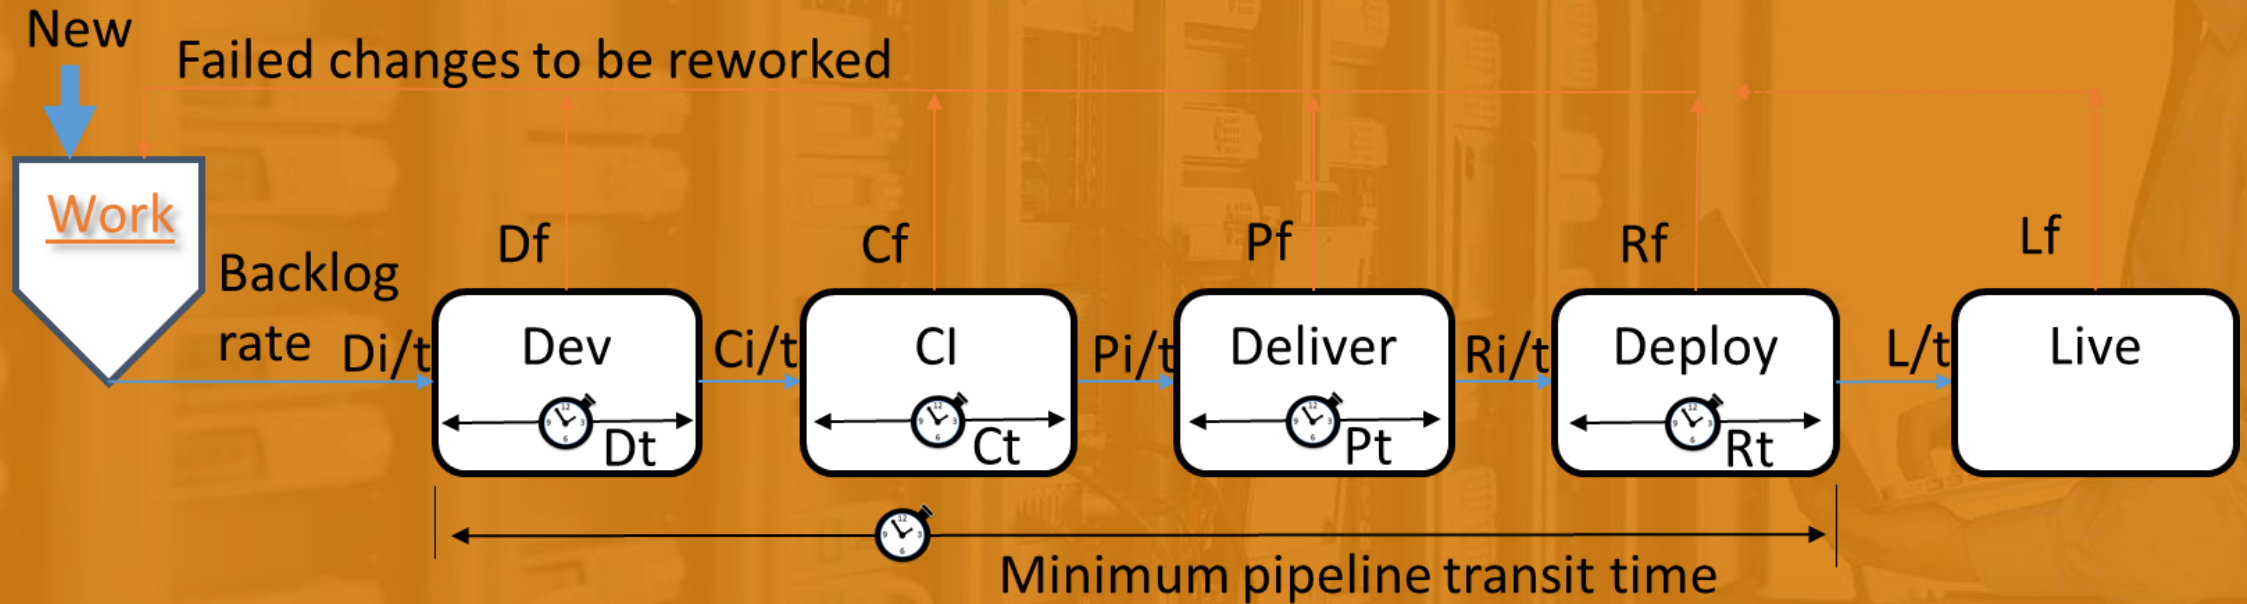 New
Failed changes to be reworked
Work
Backlog
rate
Df
Cf
Pf
Rf
Lf
Di/t
Dev
Ci/t
CI
Pi/t
Deliver
Ri/t
Deploy
L/t
Live
Dt
Ct
Pt
Rt
Minimum pipeline transit time